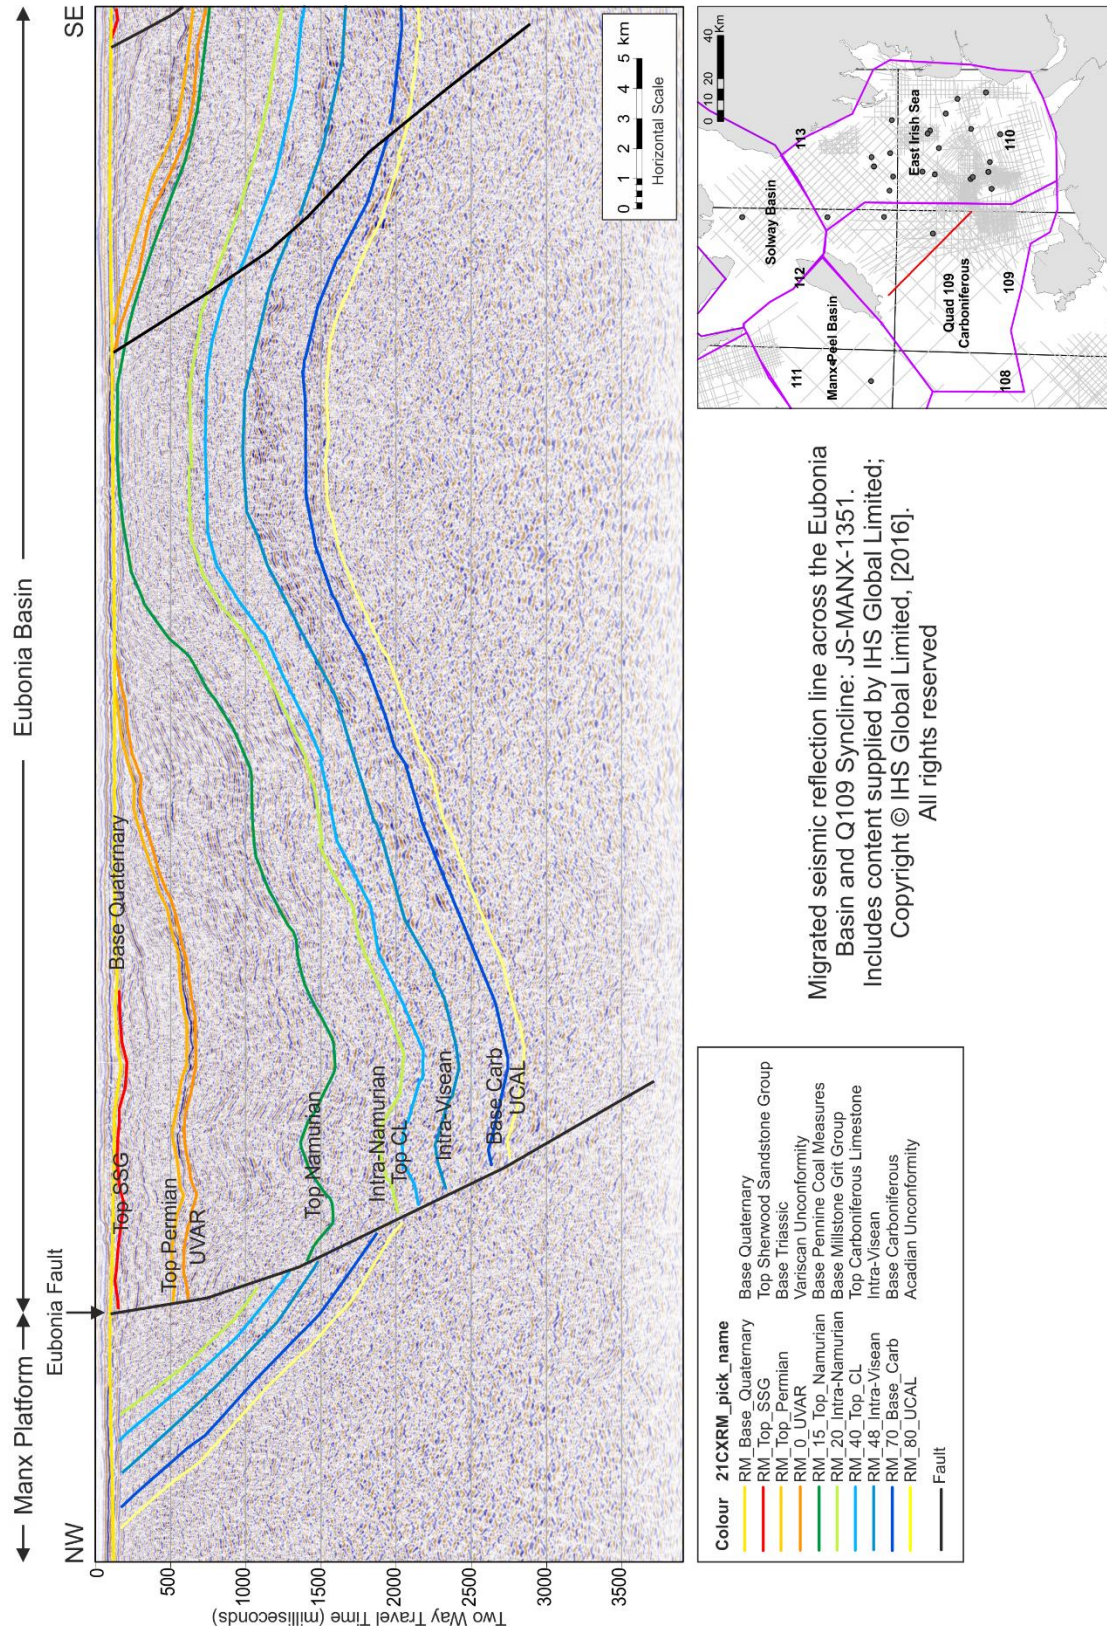 ← Manx Platform → ← Eubonia Basin →
Eubonia Fault
NW
SE
0
500
1000
1500
2000
2500
3000
3500
Two Way Travel Time (milliseconds)
Top SSG
Base Quaternary
Top Permian
UVAR
Top Namurian
Intra-Namurian
Top CL
Intra-Visean
Base Carb
UCAL
0 1 2 3 4 5 km
Horizontal Scale
Colour 21CXRM_pick_name
RM_Base_Quaternary Base Quaternary
RM_Top_SSG Top Sherwood Sandstone Group
RM_Top_Permian Base Triassic
RM_0_UVAR Variscan Unconformity
RM_15_Top_Namurian Base Pennine Coal Measures
RM_20_Intra-Namurian Base Millstone Grit Group
RM_40_Top_CL Top Carboniferous Limestone
RM_48_Intra-Visean Intra-Visean
RM_70_Base_Carb Base Carboniferous
RM_80_UCAL Acadian Unconformity
Fault
Migrated seismic reflection line across the Eubonia
Basin and Q109 Syncline: JS-MANX-1351.
Includes content supplied by IHS Global Limited;
Copyright © IHS Global Limited, [2016].
All rights reserved
0 10 20 40 Km
Solway Basin
111
112
113
Manx-Peel Basin
East Irish Sea
Quad 109
Carboniferous
108
109
110